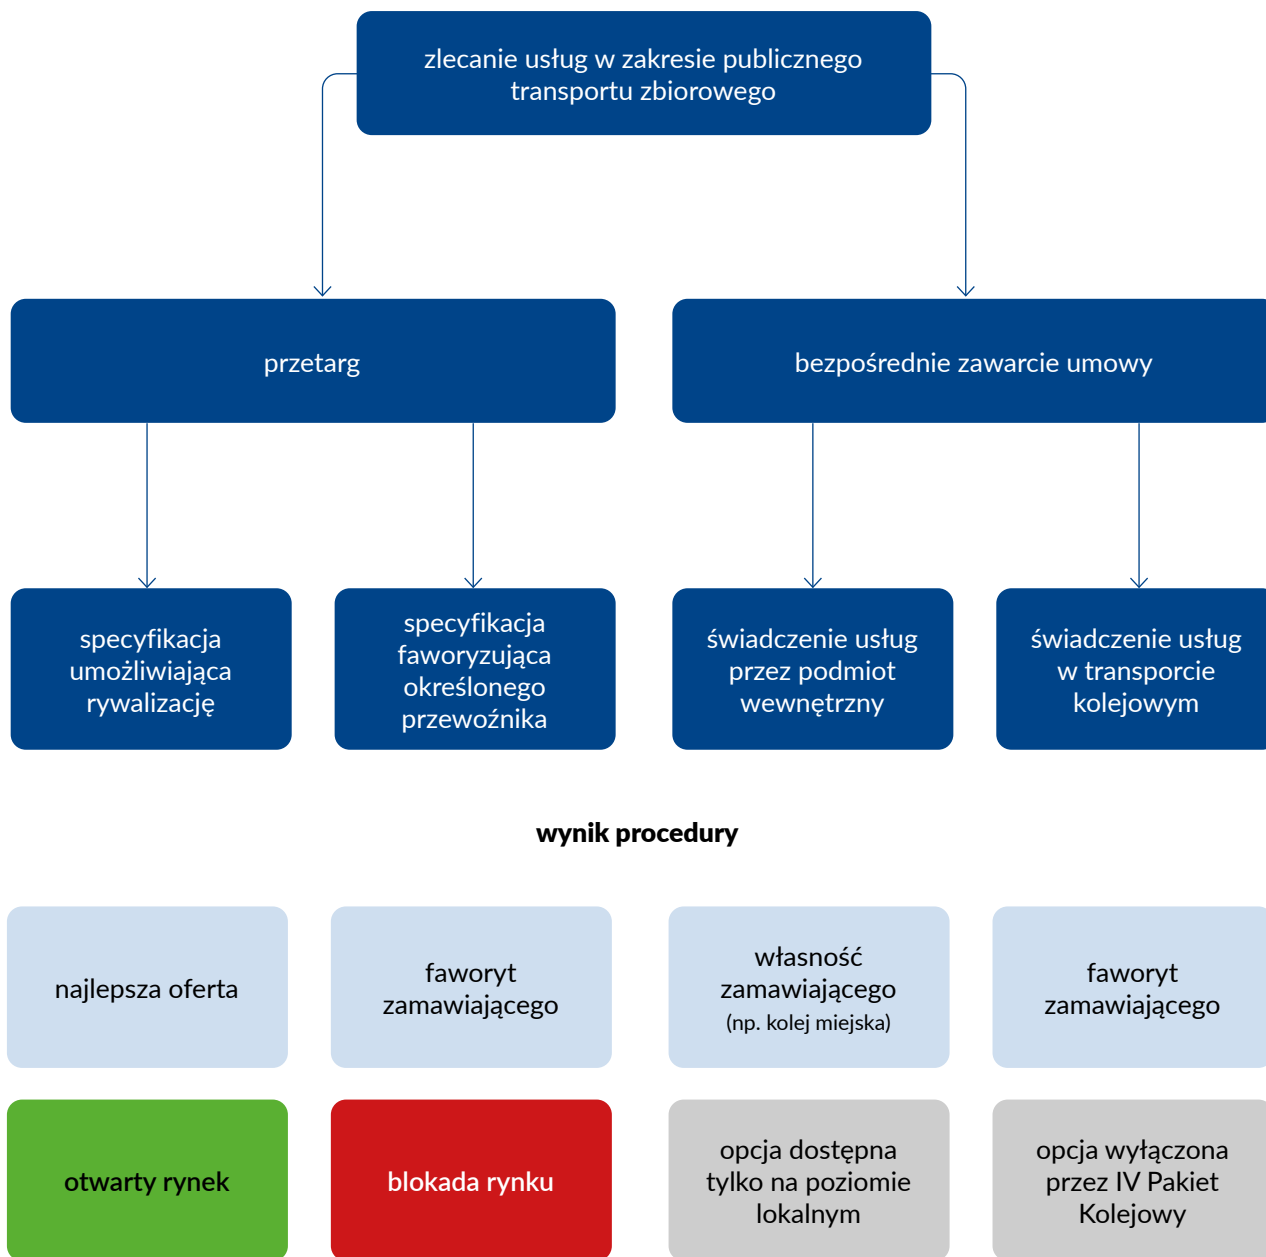 zlecanie usług w zakresie publicznego
transportu zbiorowego
przetarg
bezpośrednie zawarcie umowy
specyfikacja
umożliwiająca
rywalizację
specyfikacja
faworyzująca
określonego
przewoźnika
świadczenie usług
przez podmiot
wewnętrzny
świadczenie usług
w transporcie
kolejowym
wynik procedury
najlepsza oferta
faworyt
zamawiającego
własność
zamawiającego
(np. kolej miejska)
faworyt
zamawiającego
otwarty rynek
blokada rynku
opcja dostępna
tylko na poziomie
lokalnym
opcja wyłączona
przez IV Pakiet
Kolejowy